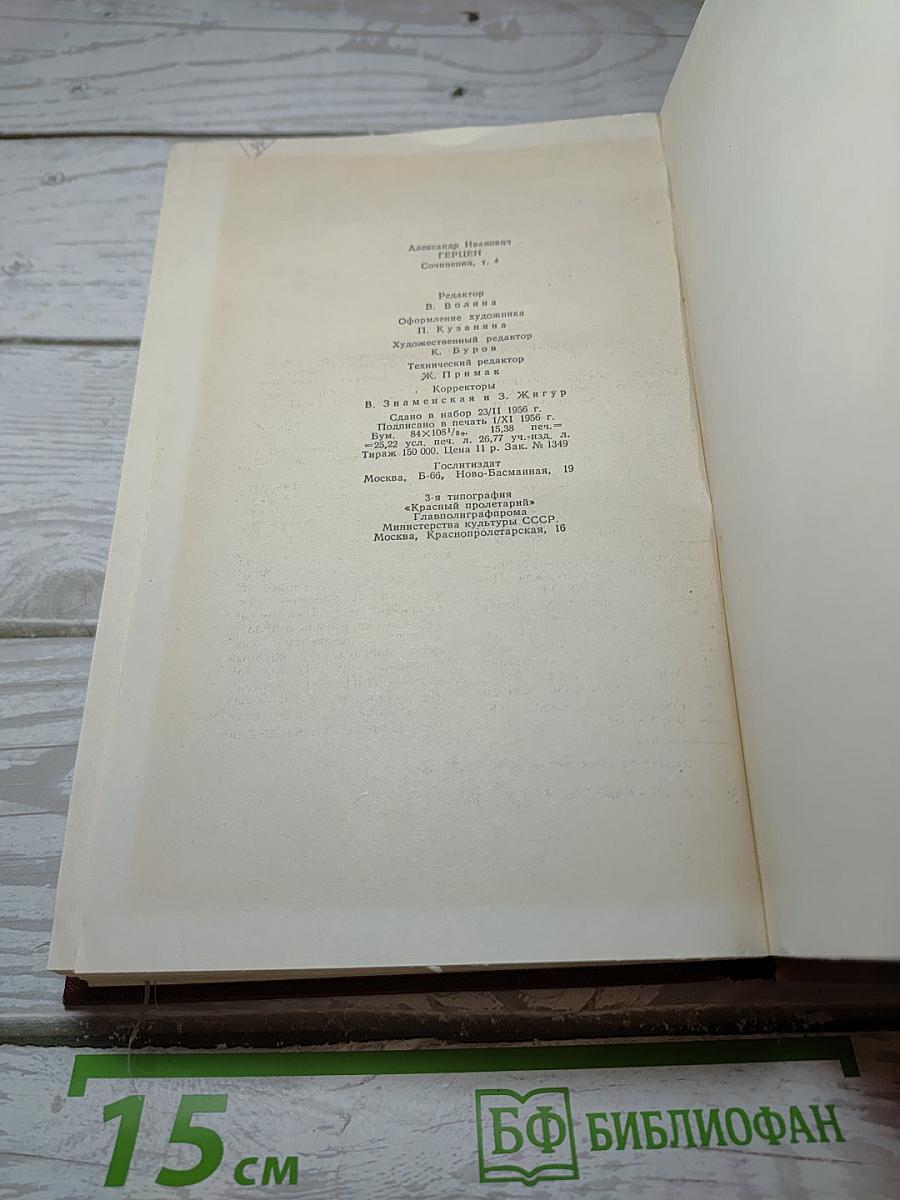 Александр Иванович
ГЕРЦЕН
Сочинения, т. 4
Редактор
В. Волина
Оформление художника
П. Кузаняна
Художественный редактор
К. Буров
Технический редактор
Ж. Примак
Корректоры
В. Знаменская и З. Жигур
Сдано в набор 23/II 1956 г.
Подписано в печать 1/XI 1956 г.
Бум. 84×108¹/₃₂. 15,38 печ.=
=25,22 усл. печ. л. 26,77 уч.-изд. л.
Тираж 150 000. Цена 11 р. Зак. № 1349
Гослитиздат
Москва, Б-66, Ново-Басманная, 19
3-я типография
«Красный пролетарий»
Главполиграфпрома
Министерства культуры СССР.
Москва, Краснопролетарская, 16
15 см
БФ БИБЛИОФАН